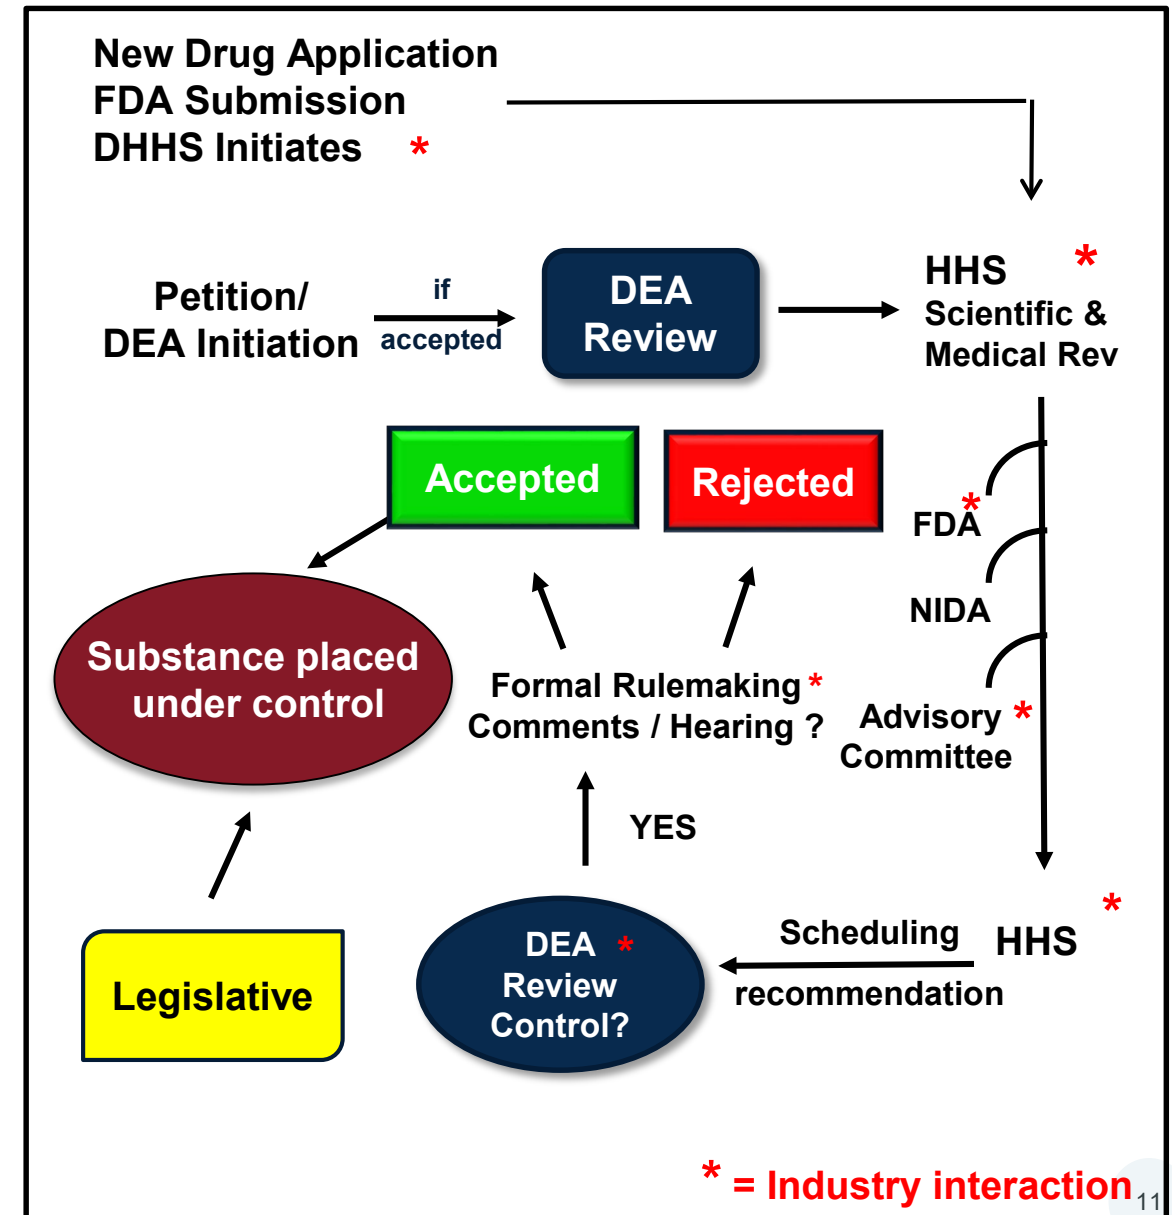 New Drug Application
FDA Submission
DHHS Initiates *
Petition/
DEA Initiation
if
accepted
DEA
Review
HHS *
Scientific &
Medical Rev
Accepted
Rejected
FDA *
NIDA
Advisory *
Committee
Substance placed
under control
Formal Rulemaking *
Comments / Hearing ?
YES
Legislative
DEA *
Review
Control?
Scheduling
recommendation
HHS *
* = Industry interaction
11